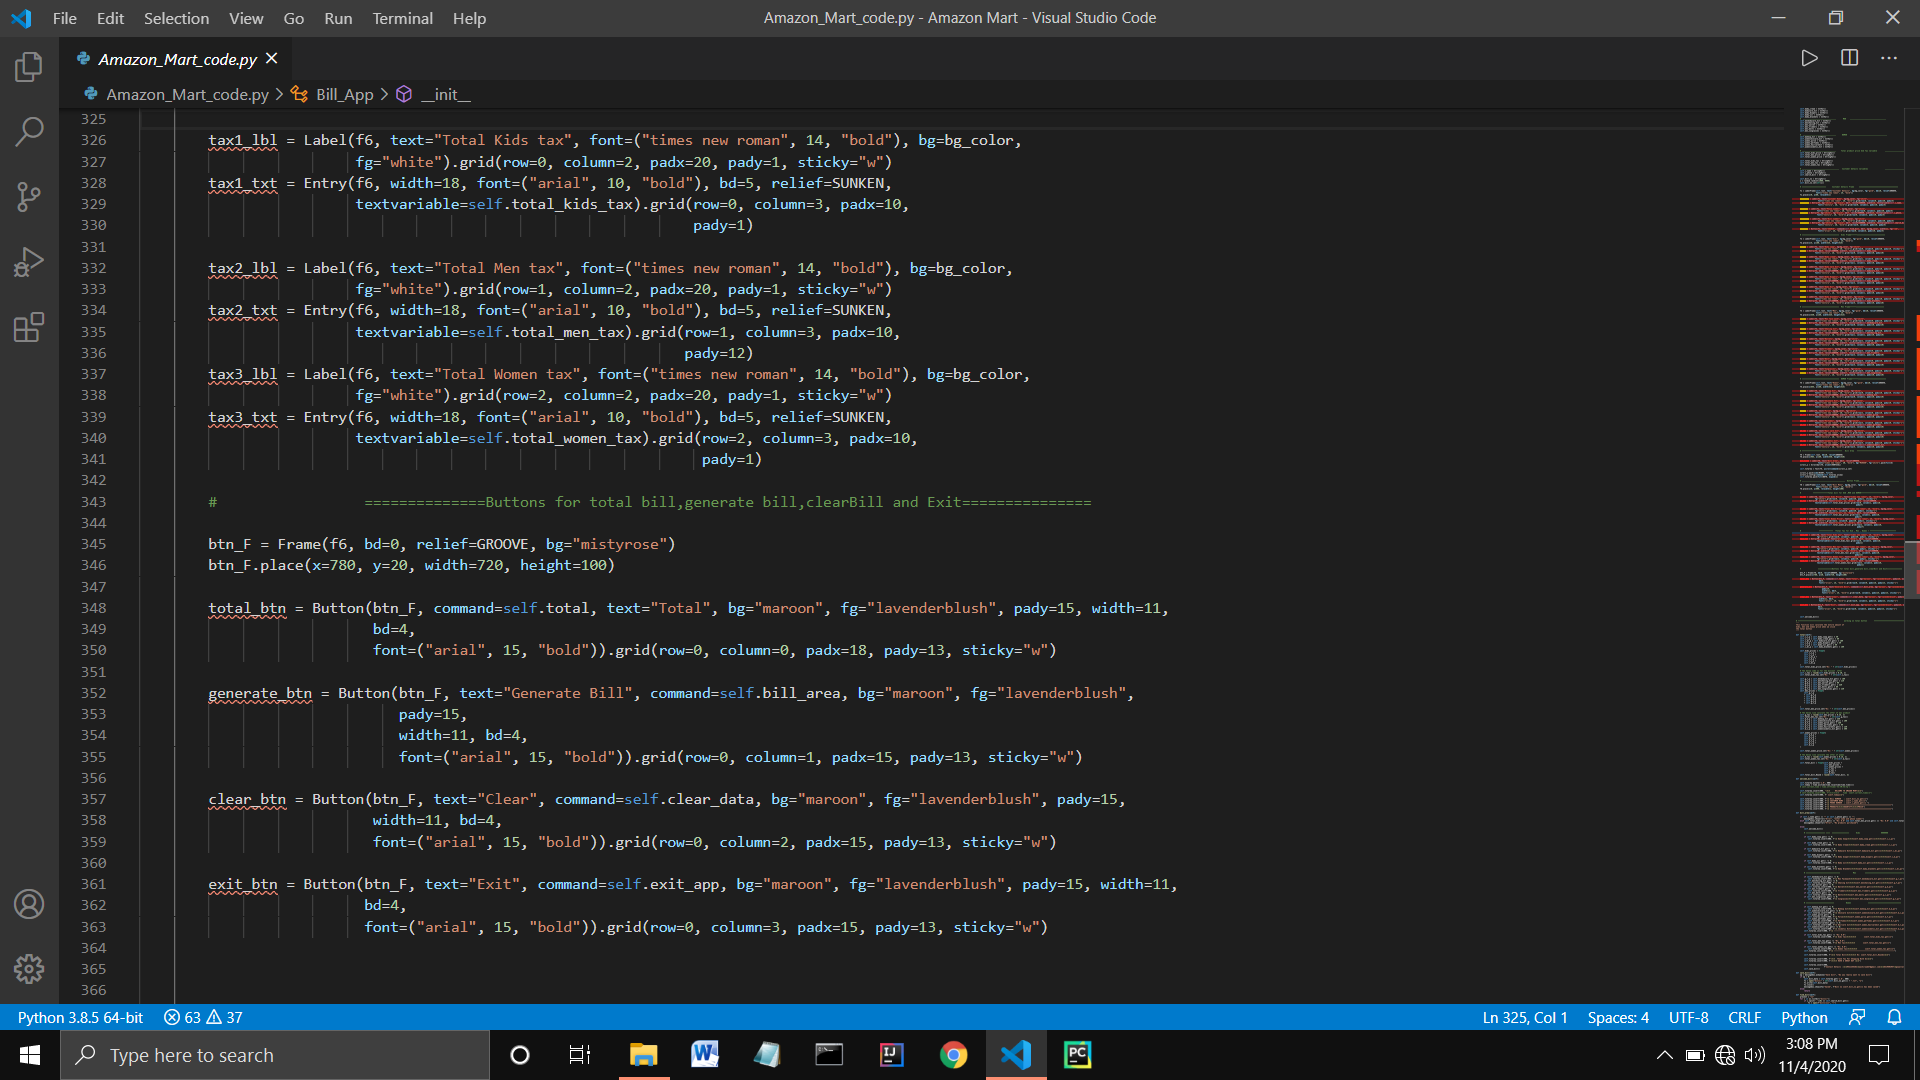 File Edit Selection View Go Run Terminal Help
Amazon_Mart_code.py - Amazon Mart - Visual Studio Code
Amazon_Mart_code.py
Amazon_Mart_code.py > Bill_App > __init__
325
326 tax1_lbl = Label(f6, text="Total Kids tax", font=("times new roman", 14, "bold"), bg=bg_color,
327 fg="white").grid(row=0, column=2, padx=20, pady=1, sticky="w")
328 tax1_txt = Entry(f6, width=18, font=("arial", 10, "bold"), bd=5, relief=SUNKEN,
329 textvariable=self.total_kids_tax).grid(row=0, column=3, padx=10,
330 pady=1)
331
332 tax2_lbl = Label(f6, text="Total Men tax", font=("times new roman", 14, "bold"), bg=bg_color,
333 fg="white").grid(row=1, column=2, padx=20, pady=1, sticky="w")
334 tax2_txt = Entry(f6, width=18, font=("arial", 10, "bold"), bd=5, relief=SUNKEN,
335 textvariable=self.total_men_tax).grid(row=1, column=3, padx=10,
336 pady=12)
337 tax3_lbl = Label(f6, text="Total Women tax", font=("times new roman", 14, "bold"), bg=bg_color,
338 fg="white").grid(row=2, column=2, padx=20, pady=1, sticky="w")
339 tax3_txt = Entry(f6, width=18, font=("arial", 10, "bold"), bd=5, relief=SUNKEN,
340 textvariable=self.total_women_tax).grid(row=2, column=3, padx=10,
341 pady=1)
342
343 # ==============Buttons for total bill,generate bill,clearBill and Exit===============
344
345 btn_F = Frame(f6, bd=0, relief=GROOVE, bg="mistyrose")
346 btn_F.place(x=780, y=20, width=720, height=100)
347
348 total_btn = Button(btn_F, command=self.total, text="Total", bg="maroon", fg="lavenderblush", pady=15, width=11,
349 bd=4,
350 font=("arial", 15, "bold")).grid(row=0, column=0, padx=18, pady=13, sticky="w")
351
352 generate_btn = Button(btn_F, text="Generate Bill", command=self.bill_area, bg="maroon", fg="lavenderblush",
353 pady=15,
354 width=11, bd=4,
355 font=("arial", 15, "bold")).grid(row=0, column=1, padx=15, pady=13, sticky="w")
356
357 clear_btn = Button(btn_F, text="Clear", command=self.clear_data, bg="maroon", fg="lavenderblush", pady=15,
358 width=11, bd=4,
359 font=("arial", 15, "bold")).grid(row=0, column=2, padx=15, pady=13, sticky="w")
360
361 exit_btn = Button(btn_F, text="Exit", command=self.exit_app, bg="maroon", fg="lavenderblush", pady=15, width=11,
362 bd=4,
363 font=("arial", 15, "bold")).grid(row=0, column=3, padx=15, pady=13, sticky="w")
364
365
366
Python 3.8.5 64-bit 63 37 Ln 325, Col 1 Spaces: 4 UTF-8 CRLF Python
Type here to search
3:08 PM
11/4/2020